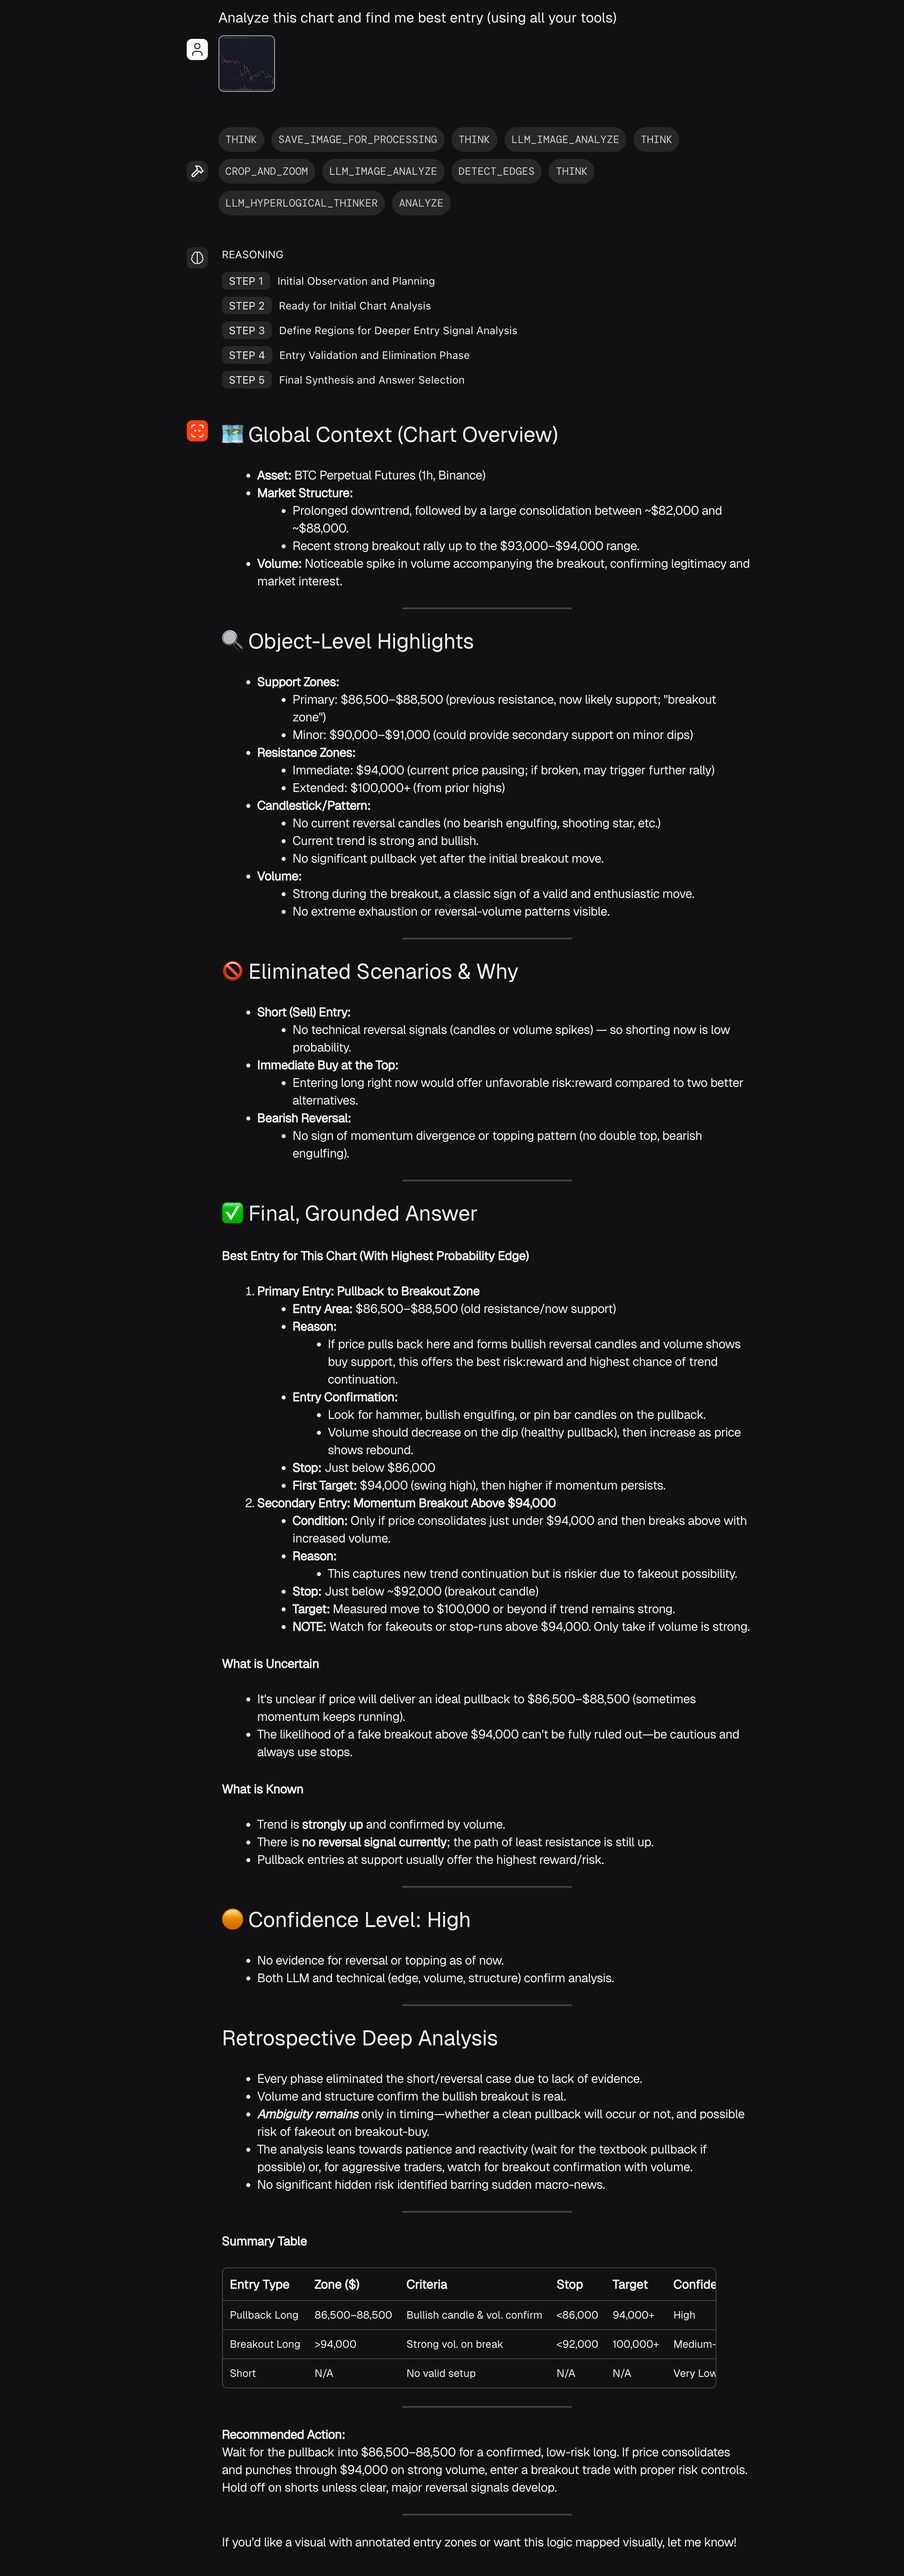 Analyze this chart and find me best entry (using all your tools)
THINK SAVE_IMAGE_FOR_PROCESSING THINK LLM_IMAGE_ANALYZE THINK
CROP_AND_ZOOM LLM_IMAGE_ANALYZE DETECT_EDGES THINK
LLM_HYPERLOGICAL_THINKER ANALYZE
REASONING
STEP 1 Initial Observation and Planning
STEP 2 Ready for Initial Chart Analysis
STEP 3 Define Regions for Deeper Entry Signal Analysis
STEP 4 Entry Validation and Elimination Phase
STEP 5 Final Synthesis and Answer Selection
🗺️ Global Context (Chart Overview)
• Asset: BTC Perpetual Futures (1h, Binance)
• Market Structure:
• Prolonged downtrend, followed by a large consolidation between ~$82,000 and
~$88,000.
• Recent strong breakout rally up to the $93,000–$94,000 range.
• Volume: Noticeable spike in volume accompanying the breakout, confirming legitimacy and
market interest.
🔍 Object-Level Highlights
• Support Zones:
• Primary: $86,500–$88,500 (previous resistance, now likely support; "breakout
zone")
• Minor: $90,000–$91,000 (could provide secondary support on minor dips)
• Resistance Zones:
• Immediate: $94,000 (current price pausing; if broken, may trigger further rally)
• Extended: $100,000+ (from prior highs)
• Candlestick/Pattern:
• No current reversal candles (no bearish engulfing, shooting star, etc.)
• Current trend is strong and bullish.
• No significant pullback yet after the initial breakout move.
• Volume:
• Strong during the breakout, a classic sign of a valid and enthusiastic move.
• No extreme exhaustion or reversal-volume patterns visible.
🚫 Eliminated Scenarios & Why
• Short (Sell) Entry:
• No technical reversal signals (candles or volume spikes) — so shorting now is low
probability.
• Immediate Buy at the Top:
• Entering long right now would offer unfavorable risk:reward compared to two better
alternatives.
• Bearish Reversal:
• No sign of momentum divergence or topping pattern (no double top, bearish
engulfing).
✅ Final, Grounded Answer
Best Entry for This Chart (With Highest Probability Edge)
1. Primary Entry: Pullback to Breakout Zone
• Entry Area: $86,500–$88,500 (old resistance/now support)
• Reason:
• If price pulls back here and forms bullish reversal candles and volume shows
buy support, this offers the best risk:reward and highest chance of trend
continuation.
• Entry Confirmation:
• Look for hammer, bullish engulfing, or pin bar candles on the pullback.
• Volume should decrease on the dip (healthy pullback), then increase as price
shows rebound.
• Stop: Just below $86,000
• First Target: $94,000 (swing high), then higher if momentum persists.
2. Secondary Entry: Momentum Breakout Above $94,000
• Condition: Only if price consolidates just under $94,000 and then breaks above with
increased volume.
• Reason:
• This captures new trend continuation but is riskier due to fakeout possibility.
• Stop: Just below ~$92,000 (breakout candle)
• Target: Measured move to $100,000 or beyond if trend remains strong.
• NOTE: Watch for fakeouts or stop-runs above $94,000. Only take if volume is strong.
What is Uncertain
• It's unclear if price will deliver an ideal pullback to $86,500–$88,500 (sometimes
momentum keeps running).
• The likelihood of a fake breakout above $94,000 can't be fully ruled out—be cautious and
always use stops.
What is Known
• Trend is strongly up and confirmed by volume.
• There is no reversal signal currently; the path of least resistance is still up.
• Pullback entries at support usually offer the highest reward/risk.
🟠 Confidence Level: High
• No evidence for reversal or topping as of now.
• Both LLM and technical (edge, volume, structure) confirm analysis.
Retrospective Deep Analysis
• Every phase eliminated the short/reversal case due to lack of evidence.
• Volume and structure confirm the bullish breakout is real.
• Ambiguity remains only in timing—whether a clean pullback will occur or not, and possible
risk of fakeout on breakout-buy.
• The analysis leans towards patience and reactivity (wait for the textbook pullback if
possible) or, for aggressive traders, watch for breakout confirmation with volume.
• No significant hidden risk identified barring sudden macro-news.
Summary Table
Entry Type Zone ($) Criteria Stop Target Confide
Pullback Long 86,500–88,500 Bullish candle & vol. confirm <86,000 94,000+ High
Breakout Long >94,000 Strong vol. on break <92,000 100,000+ Medium-
Short N/A No valid setup N/A N/A Very Low
Recommended Action:
Wait for the pullback into $86,500–88,500 for a confirmed, low-risk long. If price consolidates
and punches through $94,000 on strong volume, enter a breakout trade with proper risk controls.
Hold off on shorts unless clear, major reversal signals develop.
If you'd like a visual with annotated entry zones or want this logic mapped visually, let me know!